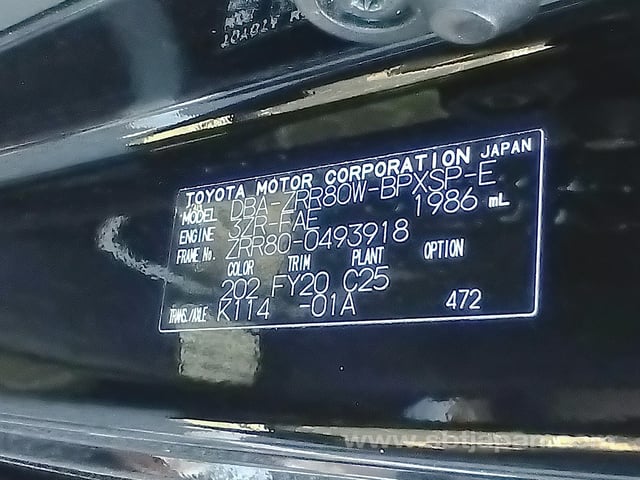 TOYOTA MOTOR CORPORATION JAPAN
MODEL DBA-ZRR80W-BPXSP-E
ENGINE 3ZR-FAE 1986 mL
FRAME No. ZRR80-0493918
COLOR TRIM PLANT OPTION
202 FY20 C25
TRANS./AXLE K114 -01A 472